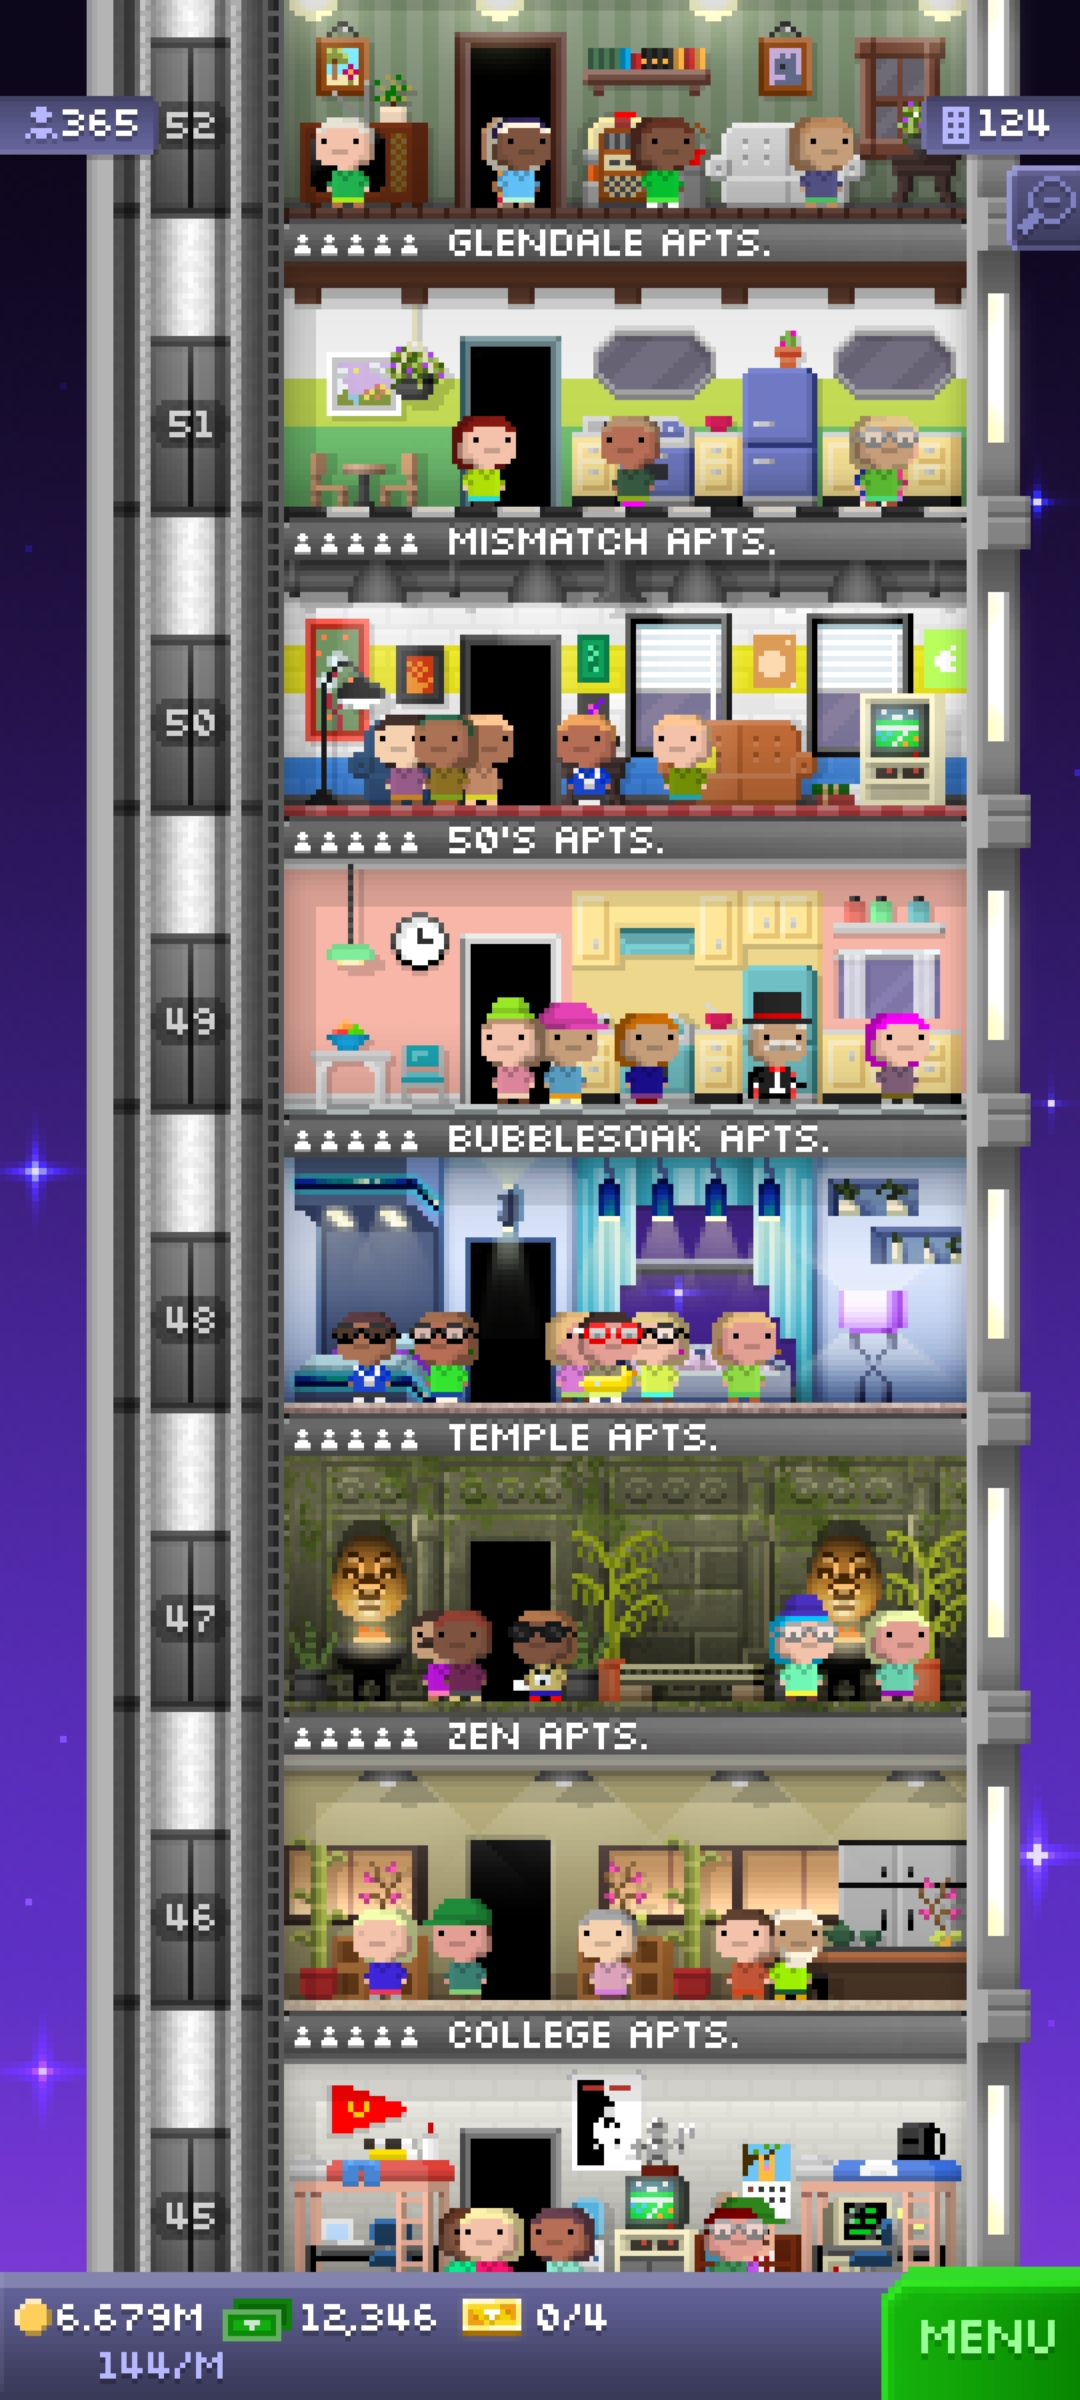 365
52
124
GLENDALE APTS.
51
MISMATCH APTS.
50
50'S APTS.
49
BUBBLESOAK APTS.
48
TEMPLE APTS.
47
ZEN APTS.
46
COLLEGE APTS.
45
6.679M 12,346 0/4
144/M
MENU